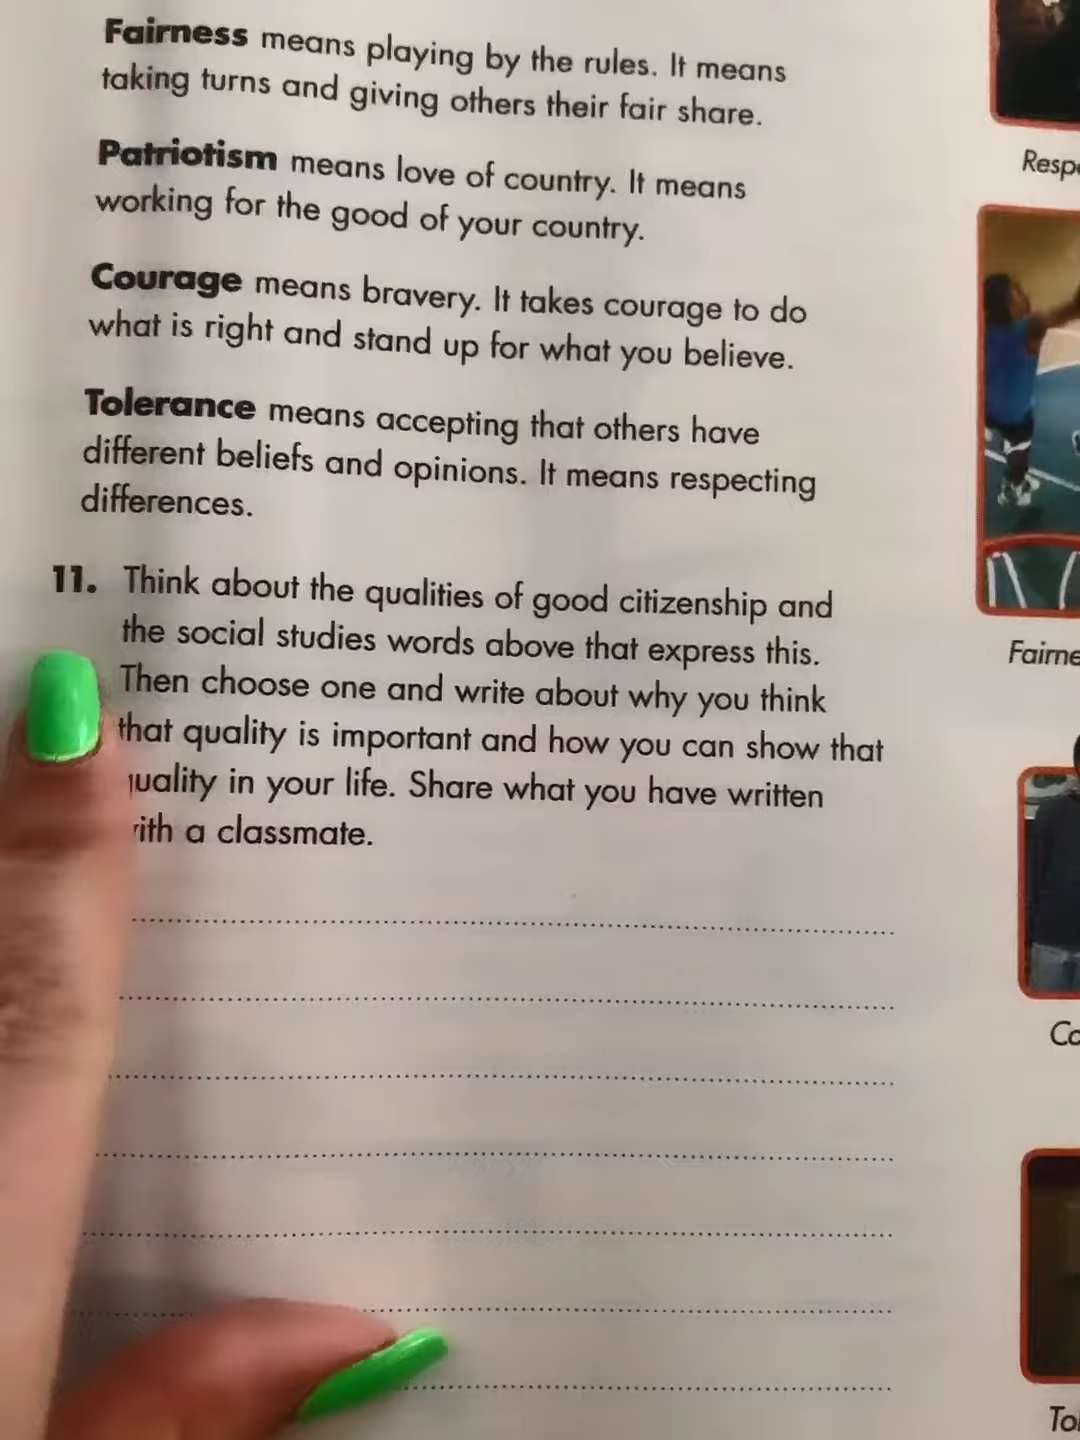 Fairness means playing by the rules. It means
taking turns and giving others their fair share.
Patriotism means love of country. It means
working for the good of your country.
Courage means bravery. It takes courage to do
what is right and stand up for what you believe.
Tolerance means accepting that others have
different beliefs and opinions. It means respecting
differences.
11. Think about the qualities of good citizenship and
the social studies words above that express this.
Then choose one and write about why you think
that quality is important and how you can show that
uality in your life. Share what you have written
ith a classmate.
Resp
Fairne
Co
Tol